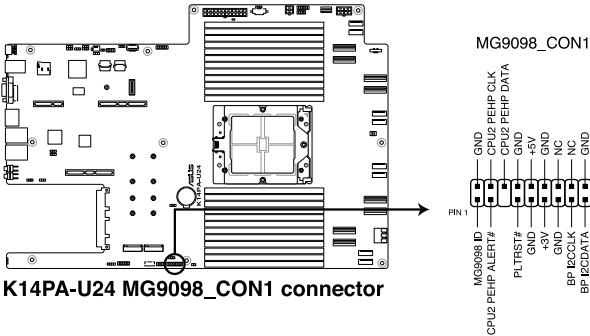 MG9098_CON1
GND
CPU2 PEHP CLK
CPU2 PEHP DATA
GND
+5V
GND
NC
NC
GND
PIN 1
MG9098 ID
CPU2 PEHP ALERT#
PLTRST#
GND
+3V
GND
BP I2CCLK
BP I2CDATA
ASUS
K14PA-U24
K14PA-U24 MG9098_CON1 connector